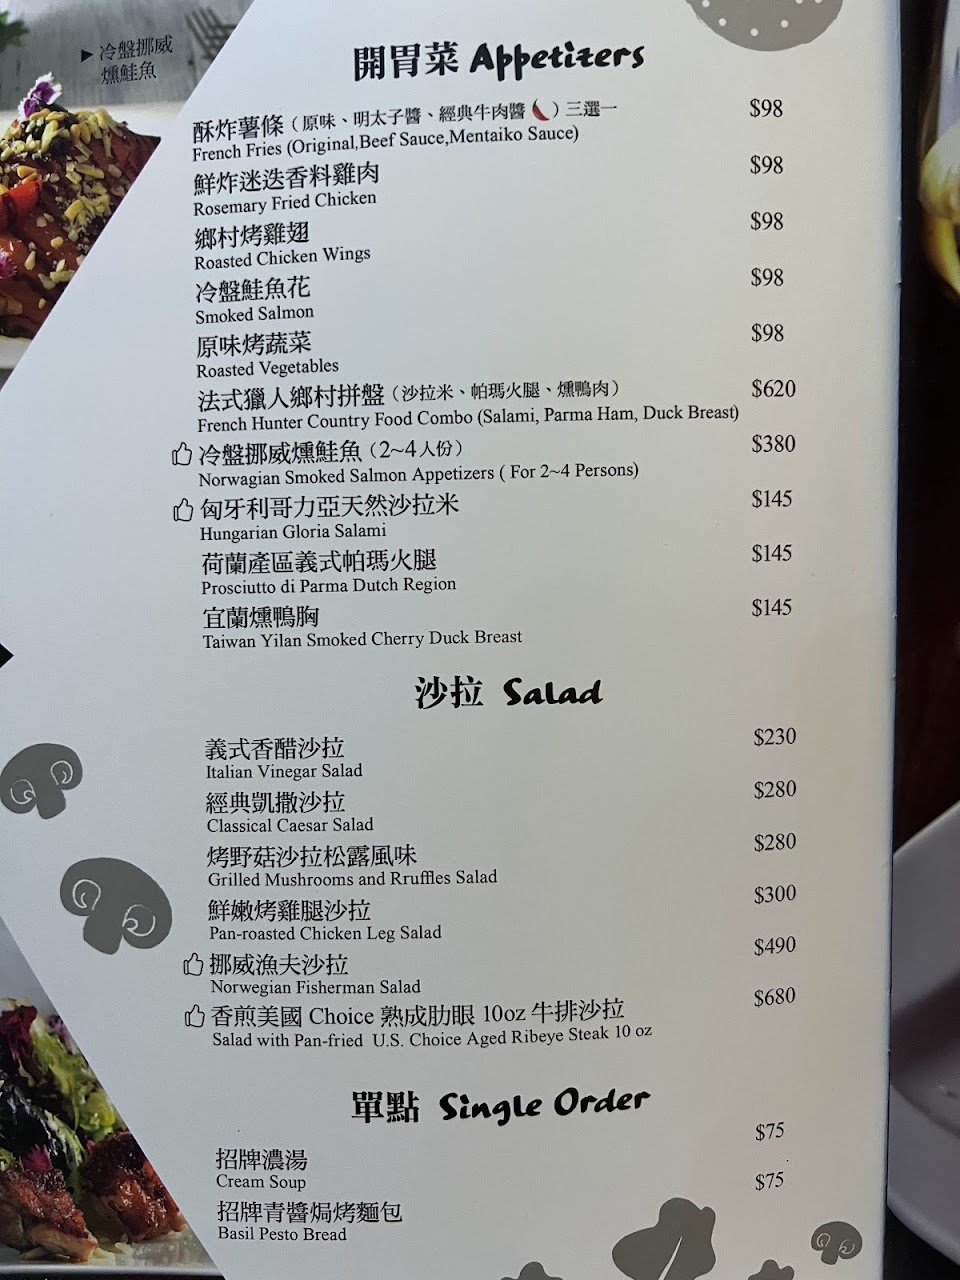 ▶ 冷盤挪威
燻鮭魚
開胃菜 Appetizers
酥炸薯條（原味、明太子醬、經典牛肉醬）三選一 $98
French Fries (Original,Beef Sauce,Mentaiko Sauce)
鮮炸迷迭香料雞肉 $98
Rosemary Fried Chicken
鄉村烤雞翅 $98
Roasted Chicken Wings
冷盤鮭魚花 $98
Smoked Salmon
原味烤蔬菜 $98
Roasted Vegetables
法式獵人鄉村拼盤（沙拉米、帕瑪火腿、燻鴨肉） $620
French Hunter Country Food Combo (Salami, Parma Ham, Duck Breast)
冷盤挪威燻鮭魚（2~4人份） $380
Norwagian Smoked Salmon Appetizers ( For 2~4 Persons)
匈牙利哥力亞天然沙拉米 $145
Hungarian Gloria Salami
荷蘭產區義式帕瑪火腿 $145
Prosciutto di Parma Dutch Region
宜蘭燻鴨胸 $145
Taiwan Yilan Smoked Cherry Duck Breast
沙拉 Salad
義式香醋沙拉 $230
Italian Vinegar Salad
經典凱撒沙拉 $280
Classical Caesar Salad
烤野菇沙拉松露風味 $280
Grilled Mushrooms and Rruffles Salad
鮮嫩烤雞腿沙拉 $300
Pan-roasted Chicken Leg Salad
挪威漁夫沙拉 $490
Norwegian Fisherman Salad
香煎美國 Choice 熟成肋眼 10oz 牛排沙拉 $680
Salad with Pan-fried U.S. Choice Aged Ribeye Steak 10 oz
單點 Single Order
招牌濃湯 $75
Cream Soup
招牌青醬焗烤麵包 $75
Basil Pesto Bread